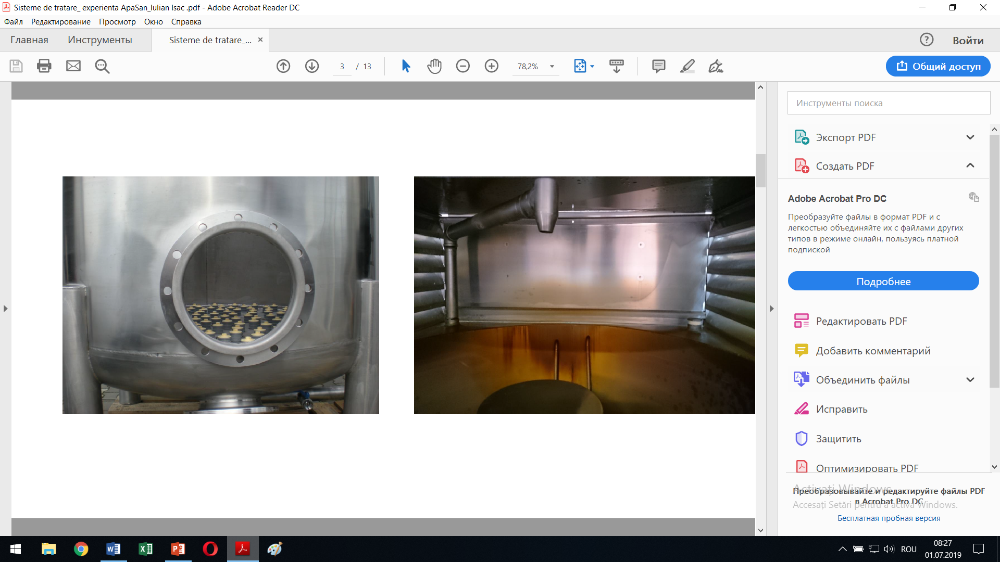 Sisteme de tratare_ experienta ApaSan_Iulian Isac .pdf - Adobe Acrobat Reader DC
Файл Редактирование Просмотр Окно Справка
Главная Инструменты Sisteme de tratare_... × ? Войти
3 / 13 78,2% Общий доступ
Инструменты поиска
Экспорт PDF
Создать PDF
Adobe Acrobat Pro DC
Преобразуйте файлы в формат PDF и с
легкостью объединяйте их с файлами других
типов в режиме онлайн, пользуясь платной
подпиской
Подробнее
Редактировать PDF
Добавить комментарий
Объединить файлы
Исправить
Защитить
Оптимизировать PDF
Activați Windows
Преобразовывайте и редактируйте файлы PDF
в Acrobat Pro DC
Accesați Setări pentru a activa Windows.
Бесплатная пробная версия
ROU
08:27
01.07.2019